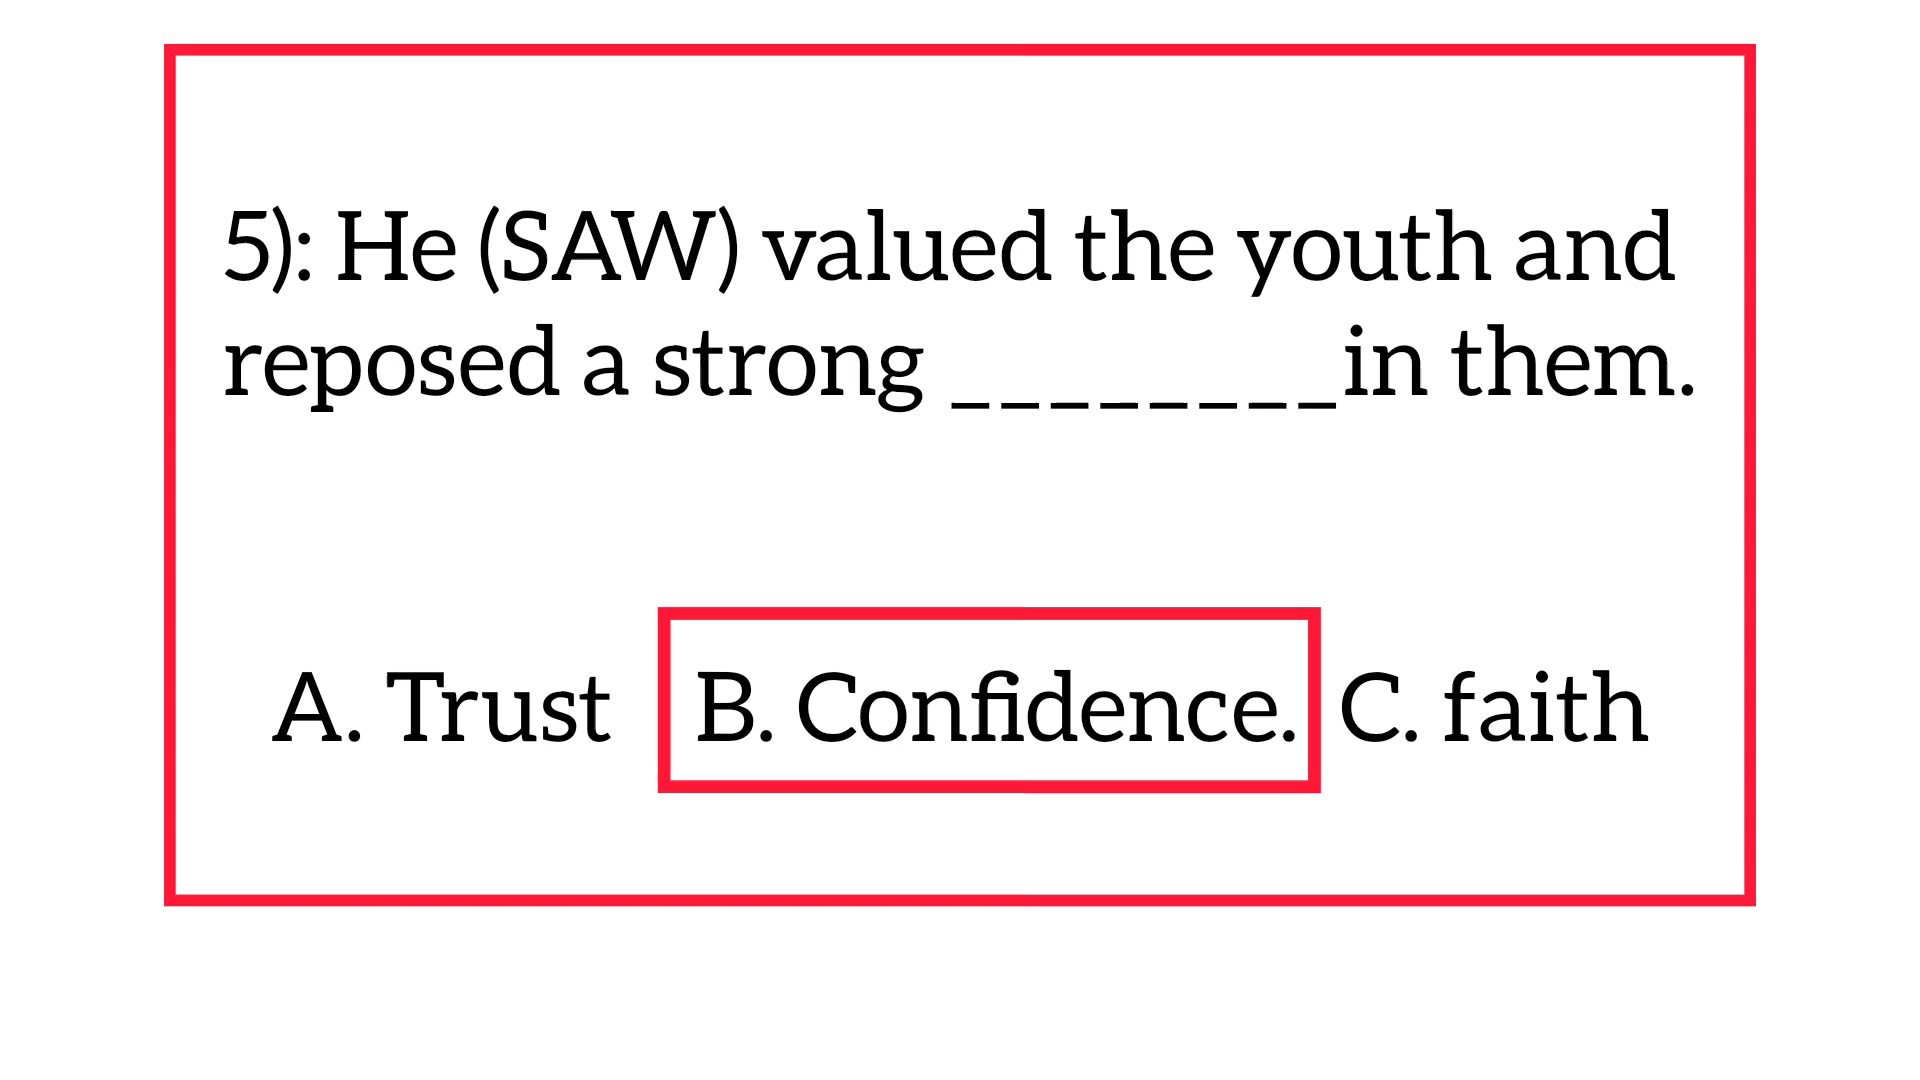 5): He (SAW) valued the youth and
reposed a strong ________in them.
A. Trust B. Confidence. C. faith